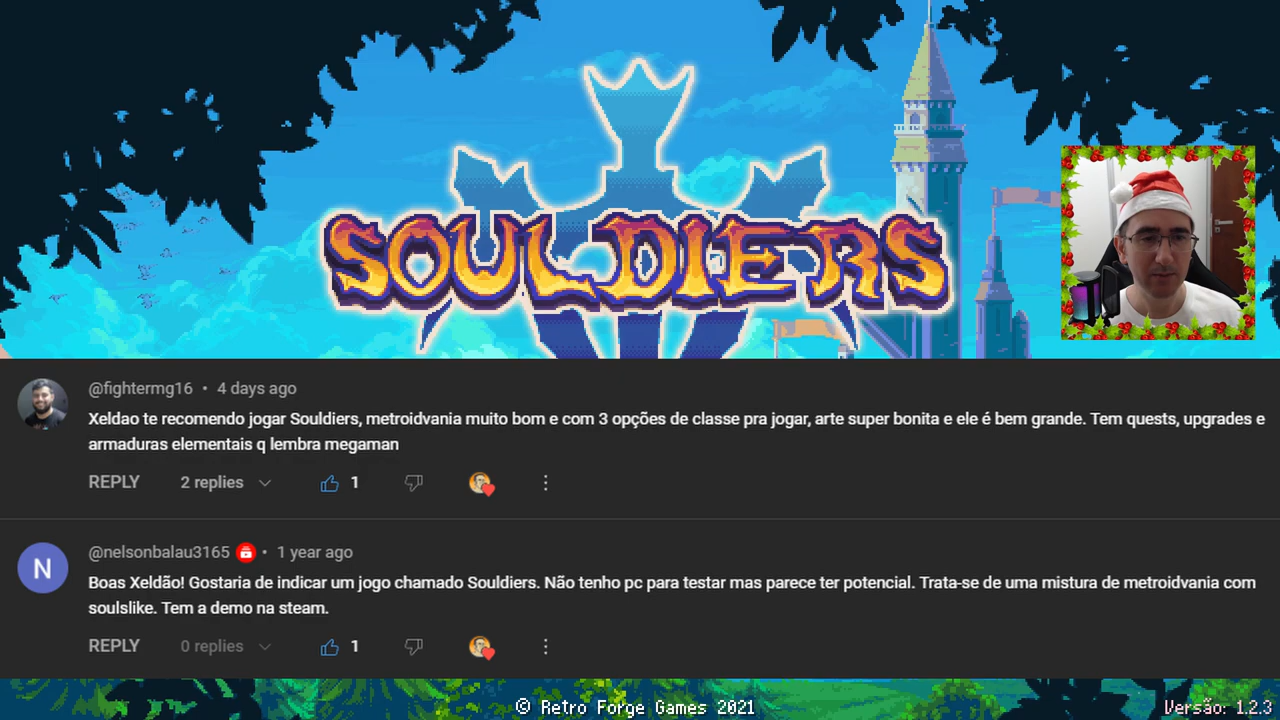 SOULDIERS
@fightermg16 • 4 days ago
Xeldao te recomendo jogar Souldiers, metroidvania muito bom e com 3 opções de classe pra jogar, arte super bonita e ele é bem grande. Tem quests, upgrades e
armaduras elementais q lembra megaman
REPLY 2 replies 1
N
@nelsonbalau3165 • 1 year ago
Boas Xeldão! Gostaria de indicar um jogo chamado Souldiers. Não tenho pc para testar mas parece ter potencial. Trata-se de uma mistura de metroidvania com
soulslike. Tem a demo na steam.
REPLY 0 replies 1
© Retro Forge Games 2021
Versão: 1.2.3